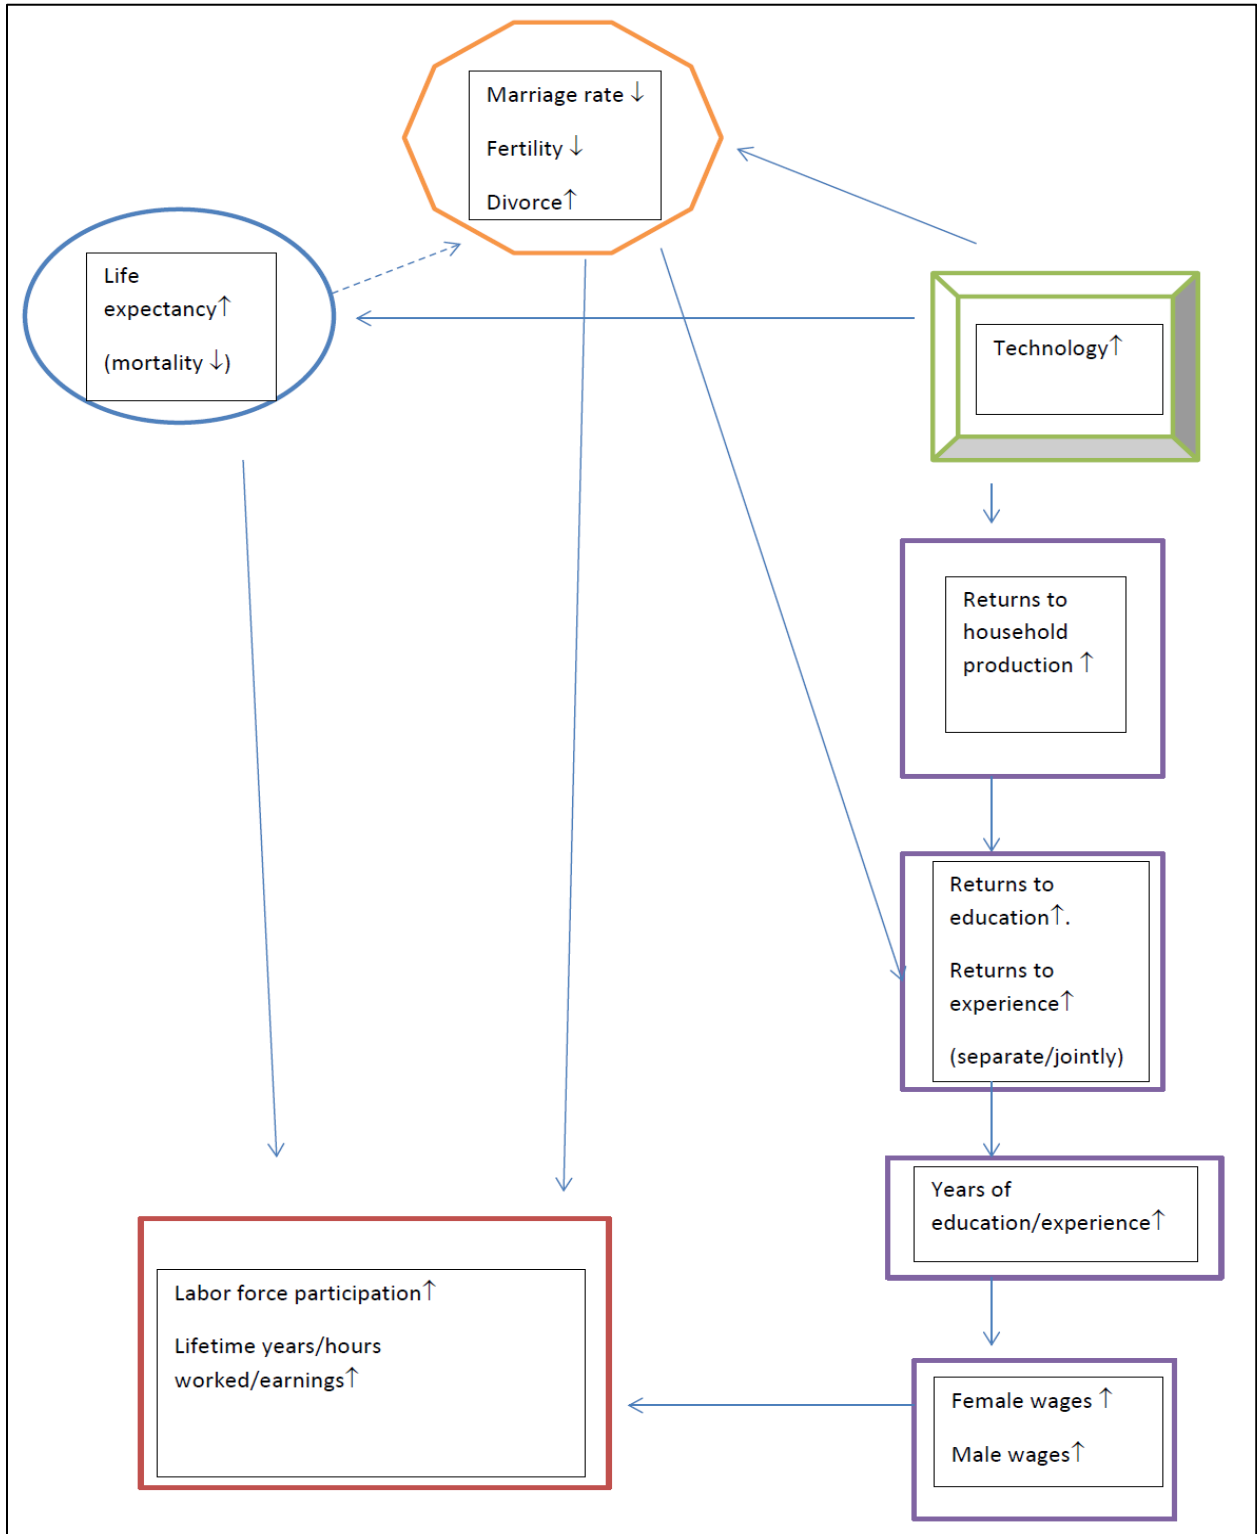 Marriage rate ↓
Fertility ↓
Divorce↑
Life
expectancy↑
(mortality ↓)
Technology↑
Returns to
household
production ↑
Returns to
education↑.
Returns to
experience↑
(separate/jointly)
Years of
education/experience↑
Labor force participation↑
Lifetime years/hours
worked/earnings↑
Female wages ↑
Male wages↑